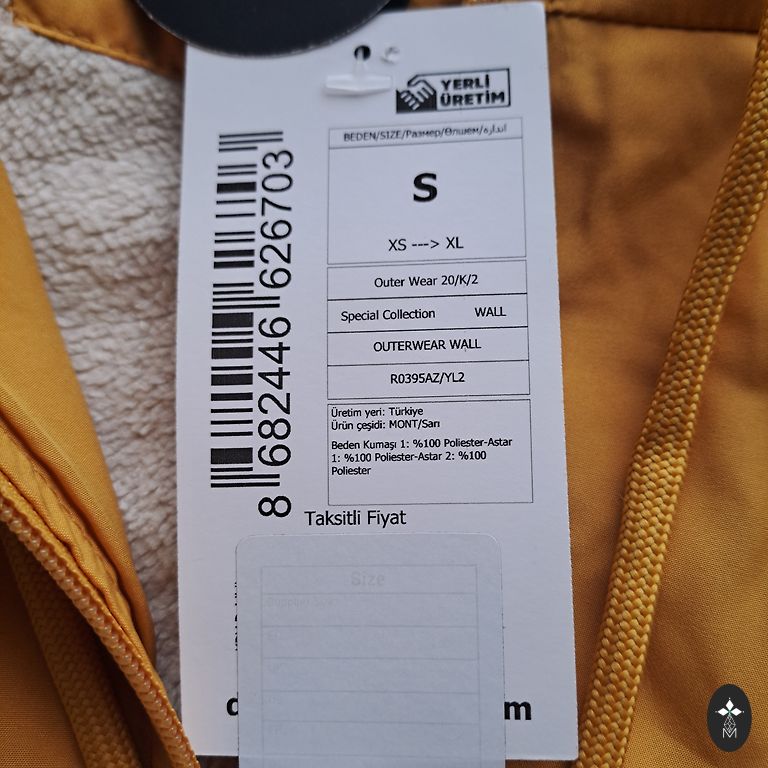 YERLİ
ÜRETİM
BEDEN/SIZE/Размер/Өлшем/اندازه
S
XS ---> XL
Outer Wear 20/K/2
Special Collection WALL
OUTERWEAR WALL
R0395AZ/YL2
Üretim yeri: Türkiye
Ürün çeşidi: MONT/Sarı
Beden Kumaşı 1: %100 Poliester-Astar
1: %100 Poliester-Astar 2: %100
Poliester
8 682446 626703
Taksitli Fiyat
Size
M